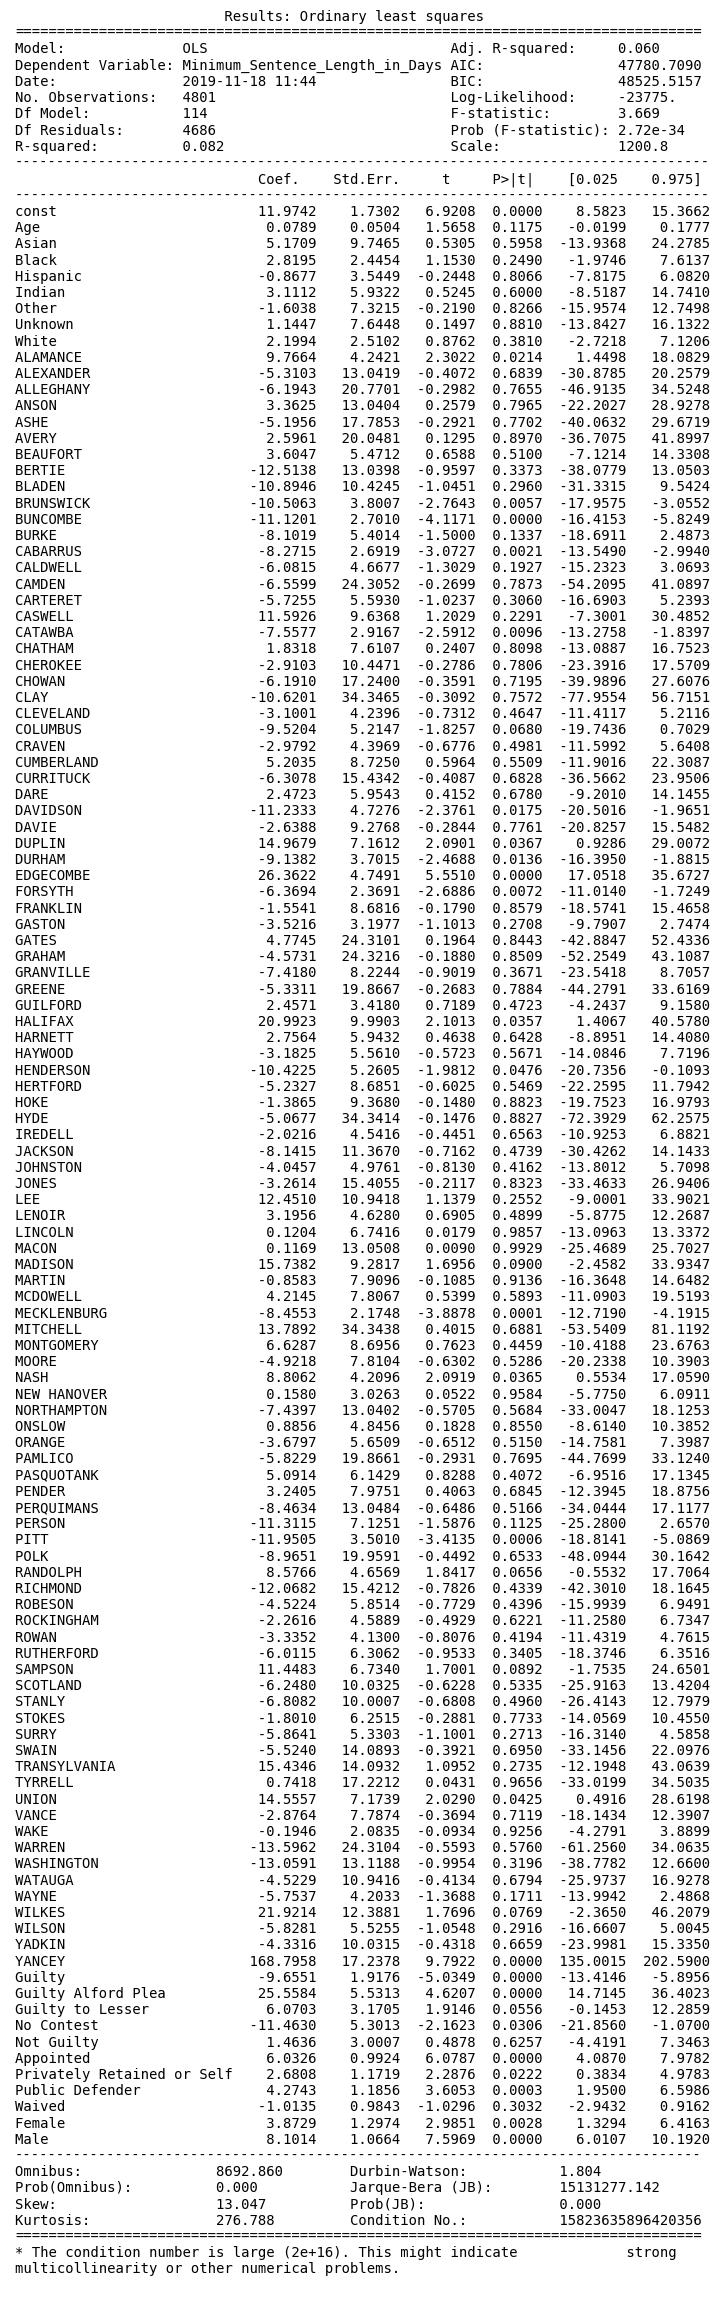 Results: Ordinary least squares
==================================================================================
Model: OLS Adj. R-squared: 0.060
Dependent Variable: Minimum_Sentence_Length_in_Days AIC: 47780.7090
Date: 2019-11-18 11:44 BIC: 48525.5157
No. Observations: 4801 Log-Likelihood: -23775.
Df Model: 114 F-statistic: 3.669
Df Residuals: 4686 Prob (F-statistic): 2.72e-34
R-squared: 0.082 Scale: 1200.8
-----------------------------------------------------------------------------------
Coef. Std.Err. t P>|t| [0.025 0.975]
-----------------------------------------------------------------------------------
const 11.9742 1.7302 6.9208 0.0000 8.5823 15.3662
Age 0.0789 0.0504 1.5658 0.1175 -0.0199 0.1777
Asian 5.1709 9.7465 0.5305 0.5958 -13.9368 24.2785
Black 2.8195 2.4454 1.1530 0.2490 -1.9746 7.6137
Hispanic -0.8677 3.5449 -0.2448 0.8066 -7.8175 6.0820
Indian 3.1112 5.9322 0.5245 0.6000 -8.5187 14.7410
Other -1.6038 7.3215 -0.2190 0.8266 -15.9574 12.7498
Unknown 1.1447 7.6448 0.1497 0.8810 -13.8427 16.1322
White 2.1994 2.5102 0.8762 0.3810 -2.7218 7.1206
ALAMANCE 9.7664 4.2421 2.3022 0.0214 1.4498 18.0829
ALEXANDER -5.3103 13.0419 -0.4072 0.6839 -30.8785 20.2579
ALLEGHANY -6.1943 20.7701 -0.2982 0.7655 -46.9135 34.5248
ANSON 3.3625 13.0404 0.2579 0.7965 -22.2027 28.9278
ASHE -5.1956 17.7853 -0.2921 0.7702 -40.0632 29.6719
AVERY 2.5961 20.0481 0.1295 0.8970 -36.7075 41.8997
BEAUFORT 3.6047 5.4712 0.6588 0.5100 -7.1214 14.3308
BERTIE -12.5138 13.0398 -0.9597 0.3373 -38.0779 13.0503
BLADEN -10.8946 10.4245 -1.0451 0.2960 -31.3315 9.5424
BRUNSWICK -10.5063 3.8007 -2.7643 0.0057 -17.9575 -3.0552
BUNCOMBE -11.1201 2.7010 -4.1171 0.0000 -16.4153 -5.8249
BURKE -8.1019 5.4014 -1.5000 0.1337 -18.6911 2.4873
CABARRUS -8.2715 2.6919 -3.0727 0.0021 -13.5490 -2.9940
CALDWELL -6.0815 4.6677 -1.3029 0.1927 -15.2323 3.0693
CAMDEN -6.5599 24.3052 -0.2699 0.7873 -54.2095 41.0897
CARTERET -5.7255 5.5930 -1.0237 0.3060 -16.6903 5.2393
CASWELL 11.5926 9.6368 1.2029 0.2291 -7.3001 30.4852
CATAWBA -7.5577 2.9167 -2.5912 0.0096 -13.2758 -1.8397
CHATHAM 1.8318 7.6107 0.2407 0.8098 -13.0887 16.7523
CHEROKEE -2.9103 10.4471 -0.2786 0.7806 -23.3916 17.5709
CHOWAN -6.1910 17.2400 -0.3591 0.7195 -39.9896 27.6076
CLAY -10.6201 34.3465 -0.3092 0.7572 -77.9554 56.7151
CLEVELAND -3.1001 4.2396 -0.7312 0.4647 -11.4117 5.2116
COLUMBUS -9.5204 5.2147 -1.8257 0.0680 -19.7436 0.7029
CRAVEN -2.9792 4.3969 -0.6776 0.4981 -11.5992 5.6408
CUMBERLAND 5.2035 8.7250 0.5964 0.5509 -11.9016 22.3087
CURRITUCK -6.3078 15.4342 -0.4087 0.6828 -36.5662 23.9506
DARE 2.4723 5.9543 0.4152 0.6780 -9.2010 14.1455
DAVIDSON -11.2333 4.7276 -2.3761 0.0175 -20.5016 -1.9651
DAVIE -2.6388 9.2768 -0.2844 0.7761 -20.8257 15.5482
DUPLIN 14.9679 7.1612 2.0901 0.0367 0.9286 29.0072
DURHAM -9.1382 3.7015 -2.4688 0.0136 -16.3950 -1.8815
EDGECOMBE 26.3622 4.7491 5.5510 0.0000 17.0518 35.6727
FORSYTH -6.3694 2.3691 -2.6886 0.0072 -11.0140 -1.7249
FRANKLIN -1.5541 8.6816 -0.1790 0.8579 -18.5741 15.4658
GASTON -3.5216 3.1977 -1.1013 0.2708 -9.7907 2.7474
GATES 4.7745 24.3101 0.1964 0.8443 -42.8847 52.4336
GRAHAM -4.5731 24.3216 -0.1880 0.8509 -52.2549 43.1087
GRANVILLE -7.4180 8.2244 -0.9019 0.3671 -23.5418 8.7057
GREENE -5.3311 19.8667 -0.2683 0.7884 -44.2791 33.6169
GUILFORD 2.4571 3.4180 0.7189 0.4723 -4.2437 9.1580
HALIFAX 20.9923 9.9903 2.1013 0.0357 1.4067 40.5780
HARNETT 2.7564 5.9432 0.4638 0.6428 -8.8951 14.4080
HAYWOOD -3.1825 5.5610 -0.5723 0.5671 -14.0846 7.7196
HENDERSON -10.4225 5.2605 -1.9812 0.0476 -20.7356 -0.1093
HERTFORD -5.2327 8.6851 -0.6025 0.5469 -22.2595 11.7942
HOKE -1.3865 9.3680 -0.1480 0.8823 -19.7523 16.9793
HYDE -5.0677 34.3414 -0.1476 0.8827 -72.3929 62.2575
IREDELL -2.0216 4.5416 -0.4451 0.6563 -10.9253 6.8821
JACKSON -8.1415 11.3670 -0.7162 0.4739 -30.4262 14.1433
JOHNSTON -4.0457 4.9761 -0.8130 0.4162 -13.8012 5.7098
JONES -3.2614 15.4055 -0.2117 0.8323 -33.4633 26.9406
LEE 12.4510 10.9418 1.1379 0.2552 -9.0001 33.9021
LENOIR 3.1956 4.6280 0.6905 0.4899 -5.8775 12.2687
LINCOLN 0.1204 6.7416 0.0179 0.9857 -13.0963 13.3372
MACON 0.1169 13.0508 0.0090 0.9929 -25.4689 25.7027
MADISON 15.7382 9.2817 1.6956 0.0900 -2.4582 33.9347
MARTIN -0.8583 7.9096 -0.1085 0.9136 -16.3648 14.6482
MCDOWELL 4.2145 7.8067 0.5399 0.5893 -11.0903 19.5193
MECKLENBURG -8.4553 2.1748 -3.8878 0.0001 -12.7190 -4.1915
MITCHELL 13.7892 34.3438 0.4015 0.6881 -53.5409 81.1192
MONTGOMERY 6.6287 8.6956 0.7623 0.4459 -10.4188 23.6763
MOORE -4.9218 7.8104 -0.6302 0.5286 -20.2338 10.3903
NASH 8.8062 4.2096 2.0919 0.0365 0.5534 17.0590
NEW HANOVER 0.1580 3.0263 0.0522 0.9584 -5.7750 6.0911
NORTHAMPTON -7.4397 13.0402 -0.5705 0.5684 -33.0047 18.1253
ONSLOW 0.8856 4.8456 0.1828 0.8550 -8.6140 10.3852
ORANGE -3.6797 5.6509 -0.6512 0.5150 -14.7581 7.3987
PAMLICO -5.8229 19.8661 -0.2931 0.7695 -44.7699 33.1240
PASQUOTANK 5.0914 6.1429 0.8288 0.4072 -6.9516 17.1345
PENDER 3.2405 7.9751 0.4063 0.6845 -12.3945 18.8756
PERQUIMANS -8.4634 13.0484 -0.6486 0.5166 -34.0444 17.1177
PERSON -11.3115 7.1251 -1.5876 0.1125 -25.2800 2.6570
PITT -11.9505 3.5010 -3.4135 0.0006 -18.8141 -5.0869
POLK -8.9651 19.9591 -0.4492 0.6533 -48.0944 30.1642
RANDOLPH 8.5766 4.6569 1.8417 0.0656 -0.5532 17.7064
RICHMOND -12.0682 15.4212 -0.7826 0.4339 -42.3010 18.1645
ROBESON -4.5224 5.8514 -0.7729 0.4396 -15.9939 6.9491
ROCKINGHAM -2.2616 4.5889 -0.4929 0.6221 -11.2580 6.7347
ROWAN -3.3352 4.1300 -0.8076 0.4194 -11.4319 4.7615
RUTHERFORD -6.0115 6.3062 -0.9533 0.3405 -18.3746 6.3516
SAMPSON 11.4483 6.7340 1.7001 0.0892 -1.7535 24.6501
SCOTLAND -6.2480 10.0325 -0.6228 0.5335 -25.9163 13.4204
STANLY -6.8082 10.0007 -0.6808 0.4960 -26.4143 12.7979
STOKES -1.8010 6.2515 -0.2881 0.7733 -14.0569 10.4550
SURRY -5.8641 5.3303 -1.1001 0.2713 -16.3140 4.5858
SWAIN -5.5240 14.0893 -0.3921 0.6950 -33.1456 22.0976
TRANSYLVANIA 15.4346 14.0932 1.0952 0.2735 -12.1948 43.0639
TYRRELL 0.7418 17.2212 0.0431 0.9656 -33.0199 34.5035
UNION 14.5557 7.1739 2.0290 0.0425 0.4916 28.6198
VANCE -2.8764 7.7874 -0.3694 0.7119 -18.1434 12.3907
WAKE -0.1946 2.0835 -0.0934 0.9256 -4.2791 3.8899
WARREN -13.5962 24.3104 -0.5593 0.5760 -61.2560 34.0635
WASHINGTON -13.0591 13.1188 -0.9954 0.3196 -38.7782 12.6600
WATAUGA -4.5229 10.9416 -0.4134 0.6794 -25.9737 16.9278
WAYNE -5.7537 4.2033 -1.3688 0.1711 -13.9942 2.4868
WILKES 21.9214 12.3881 1.7696 0.0769 -2.3650 46.2079
WILSON -5.8281 5.5255 -1.0548 0.2916 -16.6607 5.0045
YADKIN -4.3316 10.0315 -0.4318 0.6659 -23.9981 15.3350
YANCEY 168.7958 17.2378 9.7922 0.0000 135.0015 202.5900
Guilty -9.6551 1.9176 -5.0349 0.0000 -13.4146 -5.8956
Guilty Alford Plea 25.5584 5.5313 4.6207 0.0000 14.7145 36.4023
Guilty to Lesser 6.0703 3.1705 1.9146 0.0556 -0.1453 12.2859
No Contest -11.4630 5.3013 -2.1623 0.0306 -21.8560 -1.0700
Not Guilty 1.4636 3.0007 0.4878 0.6257 -4.4191 7.3463
Appointed 6.0326 0.9924 6.0787 0.0000 4.0870 7.9782
Privately Retained or Self 2.6808 1.1719 2.2876 0.0222 0.3834 4.9783
Public Defender 4.2743 1.1856 3.6053 0.0003 1.9500 6.5986
Waived -1.0135 0.9843 -1.0296 0.3032 -2.9432 0.9162
Female 3.8729 1.2974 2.9851 0.0028 1.3294 6.4163
Male 8.1014 1.0664 7.5969 0.0000 6.0107 10.1920
----------------------------------------------------------------------------------
Omnibus: 8692.860 Durbin-Watson: 1.804
Prob(Omnibus): 0.000 Jarque-Bera (JB): 15131277.142
Skew: 13.047 Prob(JB): 0.000
Kurtosis: 276.788 Condition No.: 15823635896420356
==================================================================================
* The condition number is large (2e+16). This might indicate strong
multicollinearity or other numerical problems.